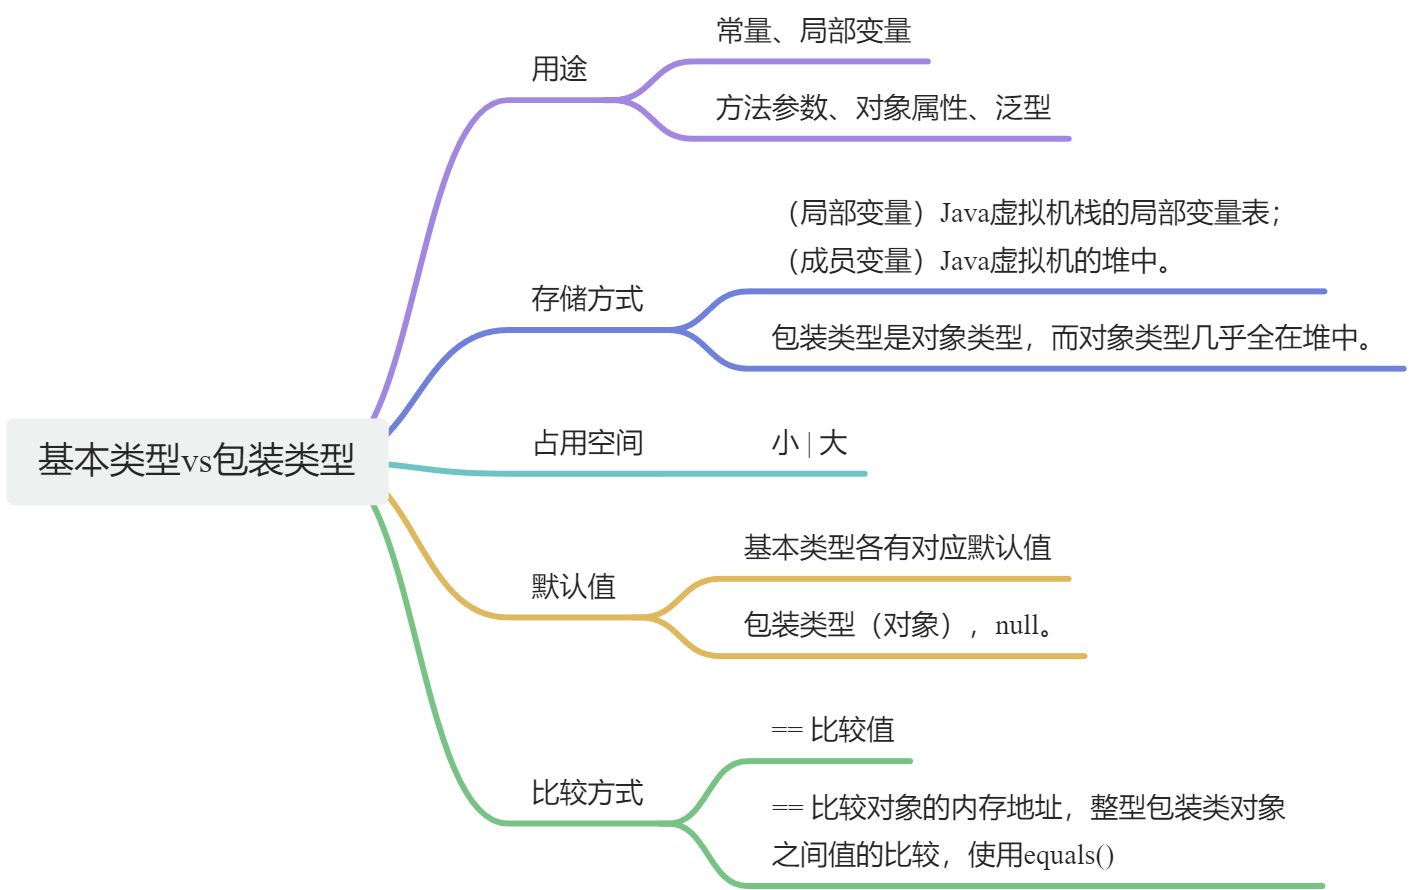 基本类型vs包装类型
用途
常量、局部变量
方法参数、对象属性、泛型
存储方式
（局部变量）Java虚拟机栈的局部变量表；
（成员变量）Java虚拟机的堆中。
包装类型是对象类型，而对象类型几乎全在堆中。
占用空间
小 | 大
默认值
基本类型各有对应默认值
包装类型（对象），null。
比较方式
== 比较值
== 比较对象的内存地址，整型包装类对象
之间值的比较，使用equals()